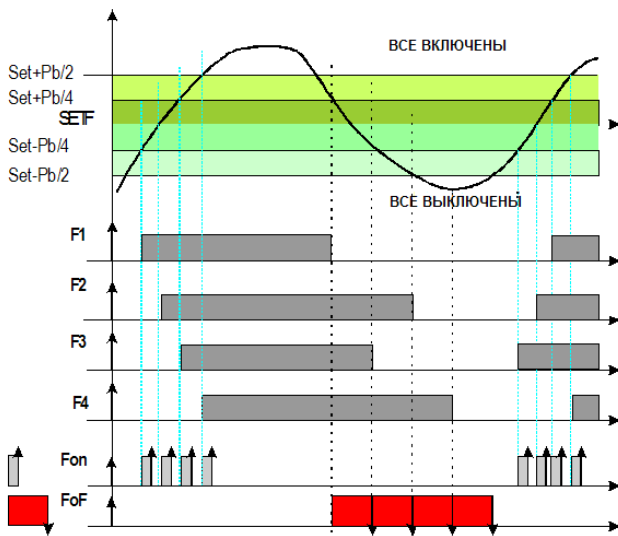 ВСЕ ВКЛЮЧЕНЫ
Set+Pb/2
Set+Pb/4
SETF
Set-Pb/4
Set-Pb/2
ВСЕ ВЫКЛЮЧЕНЫ
F1
F2
F3
F4
Fon
FoF